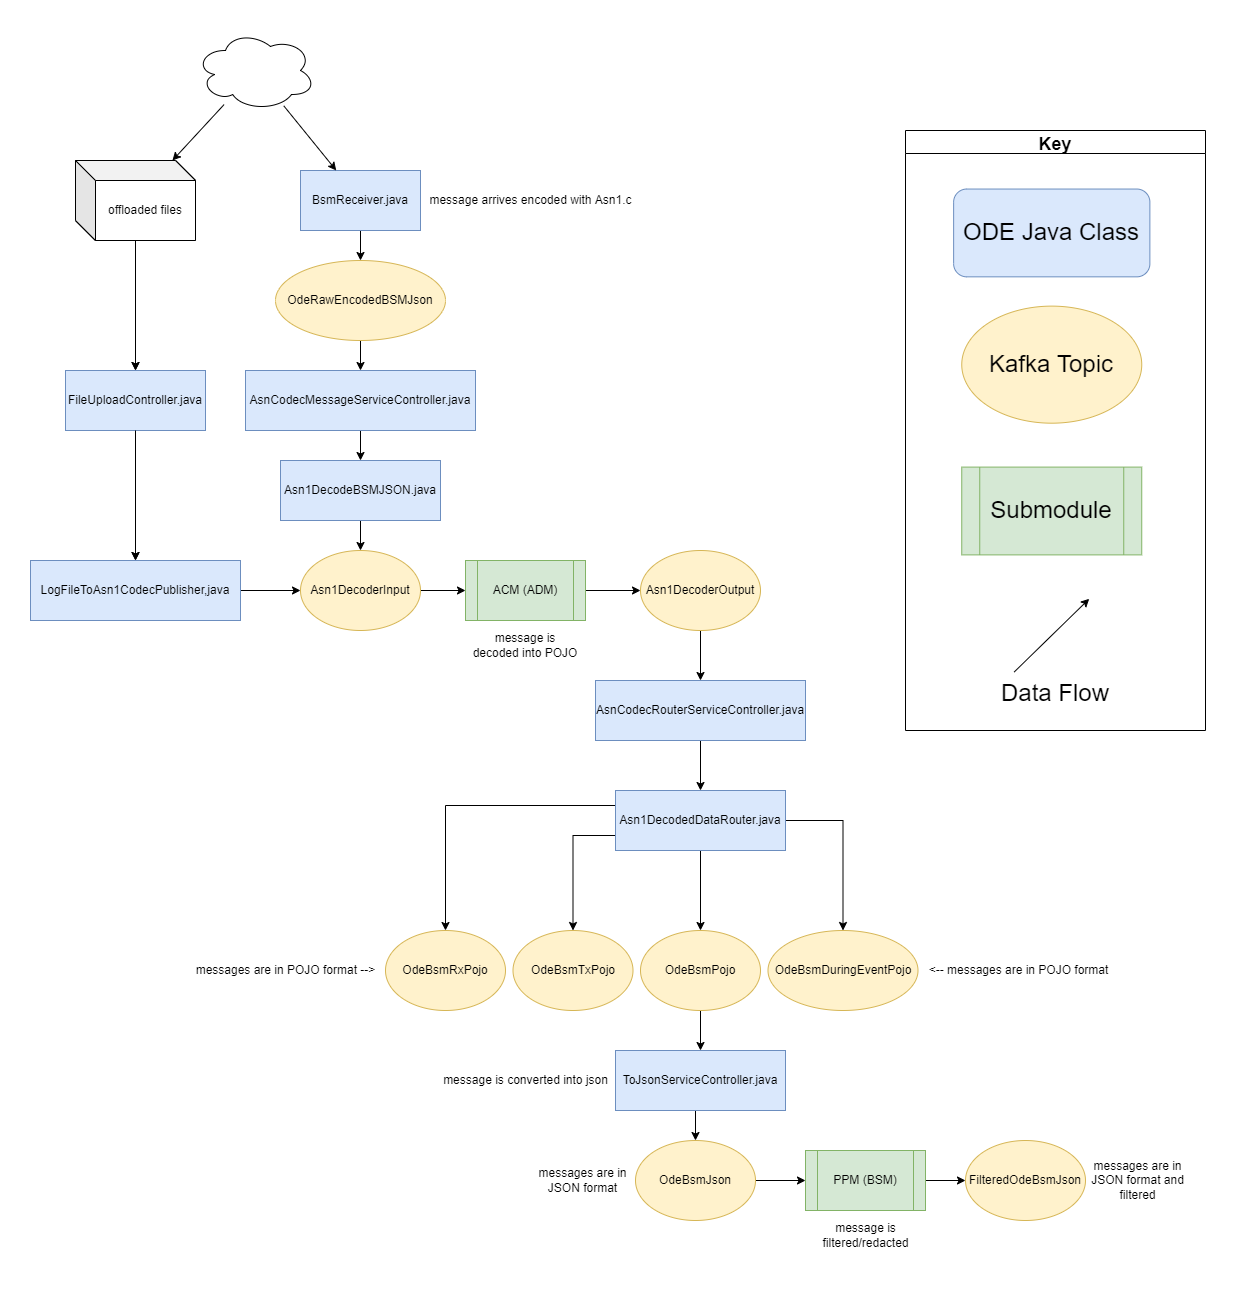 Key
ODE Java Class
Kafka Topic
Submodule
Data Flow
offloaded files
BsmReceiver.java
message arrives encoded with Asn1.c
OdeRawEncodedBSMJson
FileUploadController.java
AsnCodecMessageServiceController.java
Asn1DecodeBSMJSON.java
LogFileToAsn1CodecPublisher.java
Asn1DecoderInput
ACM (ADM)
Asn1DecoderOutput
message is
decoded into POJO
AsnCodecRouterServiceController.java
Asn1DecodedDataRouter.java
messages are in POJO format -->
OdeBsmRxPojo
OdeBsmTxPojo
OdeBsmPojo
OdeBsmDuringEventPojo
<-- messages are in POJO format
message is converted into json
ToJsonServiceController.java
messages are in
JSON format
OdeBsmJson
PPM (BSM)
FilteredOdeBsmJson
messages are in
JSON format and
filtered
message is
filtered/redacted